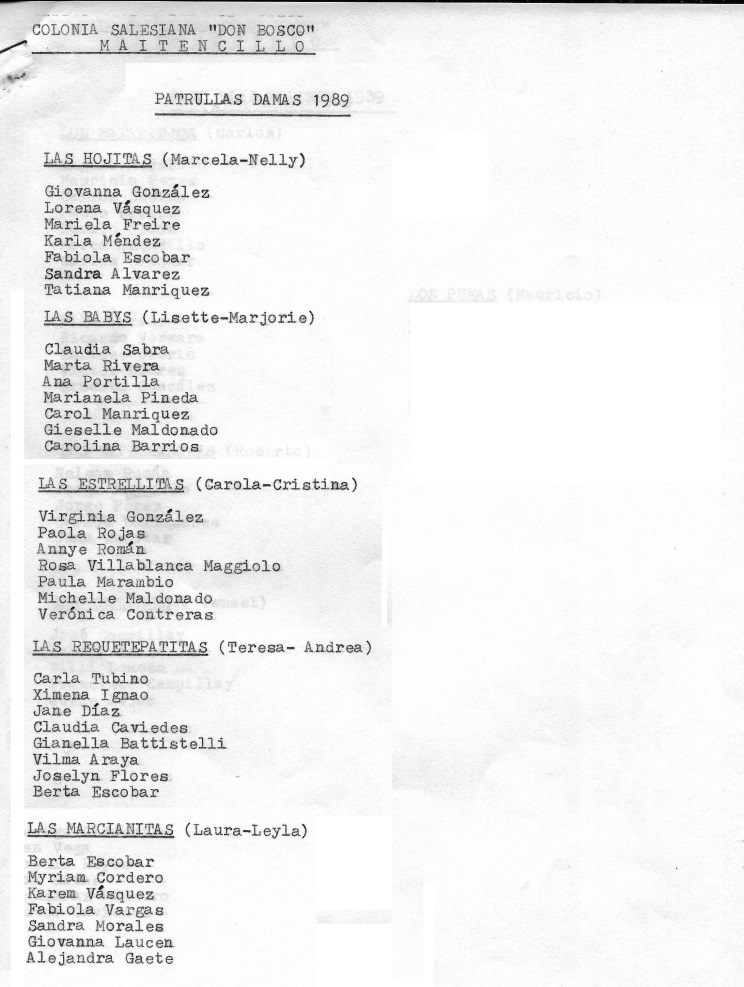 COLONIA SALESIANA "DON BOSCO"
MAITENCILLO
PATRULLAS DAMAS 1989
LAS HOJITAS (Marcela-Nelly)
Giovanna González
Lorena Vásquez
Mariela Freire
Karla Méndez
Fabiola Escobar
Sandra Alvarez
Tatiana Manriquez
LAS BABYS (Lisette-Marjorie)
Claudia Sabra
Marta Rivera
Ana Portilla
Marianela Pineda
Carol Manriquez
Gieselle Maldonado
Carolina Barrios
LAS ESTRELLITAS (Carola-Cristina)
Virginia González
Paola Rojas
Annye Román
Rosa Villablanca Maggiolo
Paula Marambio
Michelle Maldonado
Verónica Contreras
LAS REQUETEPATITAS (Teresa- Andrea)
Carla Tubino
Ximena Ignao
Jane Díaz
Claudia Caviedes
Gianella Battistelli
Vilma Araya
Joselyn Flores
Berta Escobar
LAS MARCIANITAS (Laura-Leyla)
Berta Escobar
Myriam Cordero
Karem Vásquez
Fabiola Vargas
Sandra Morales
Giovanna Laucen
Alejandra Gaete
LOS PUMAS (Mauricio)